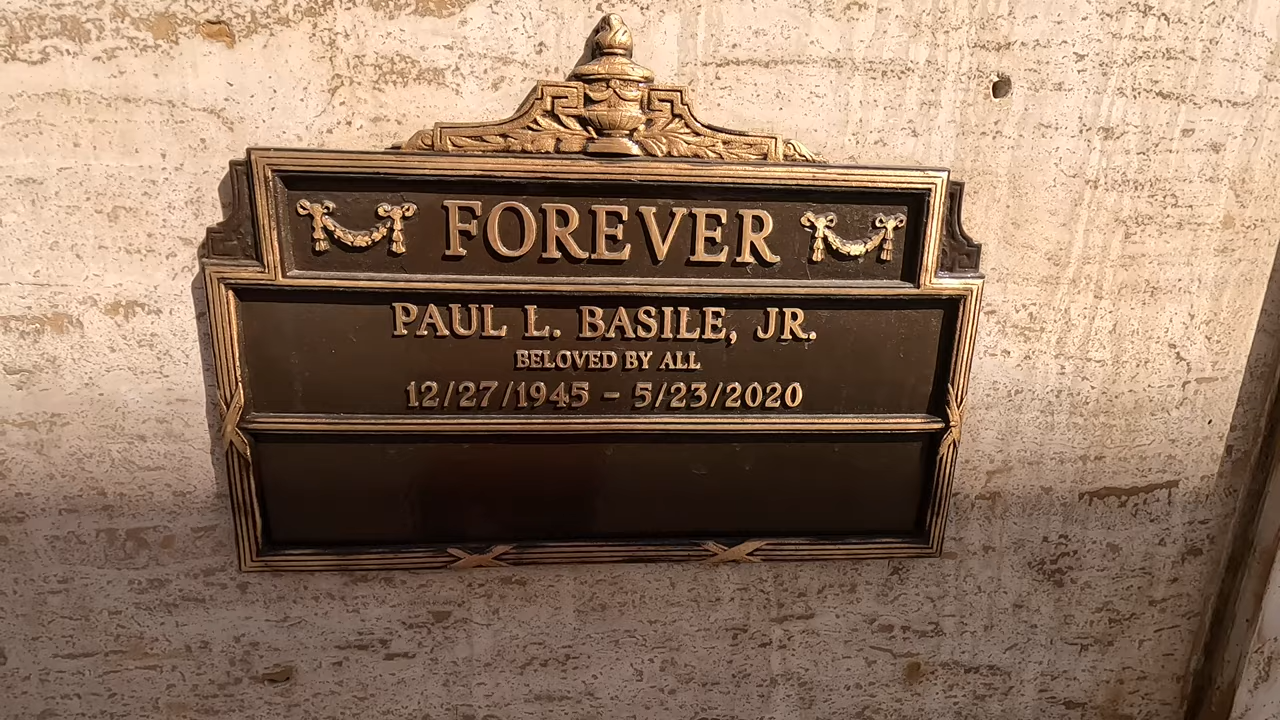 FOREVER
PAUL L. BASILE, JR.
BELOVED BY ALL
12/27/1945 - 5/23/2020